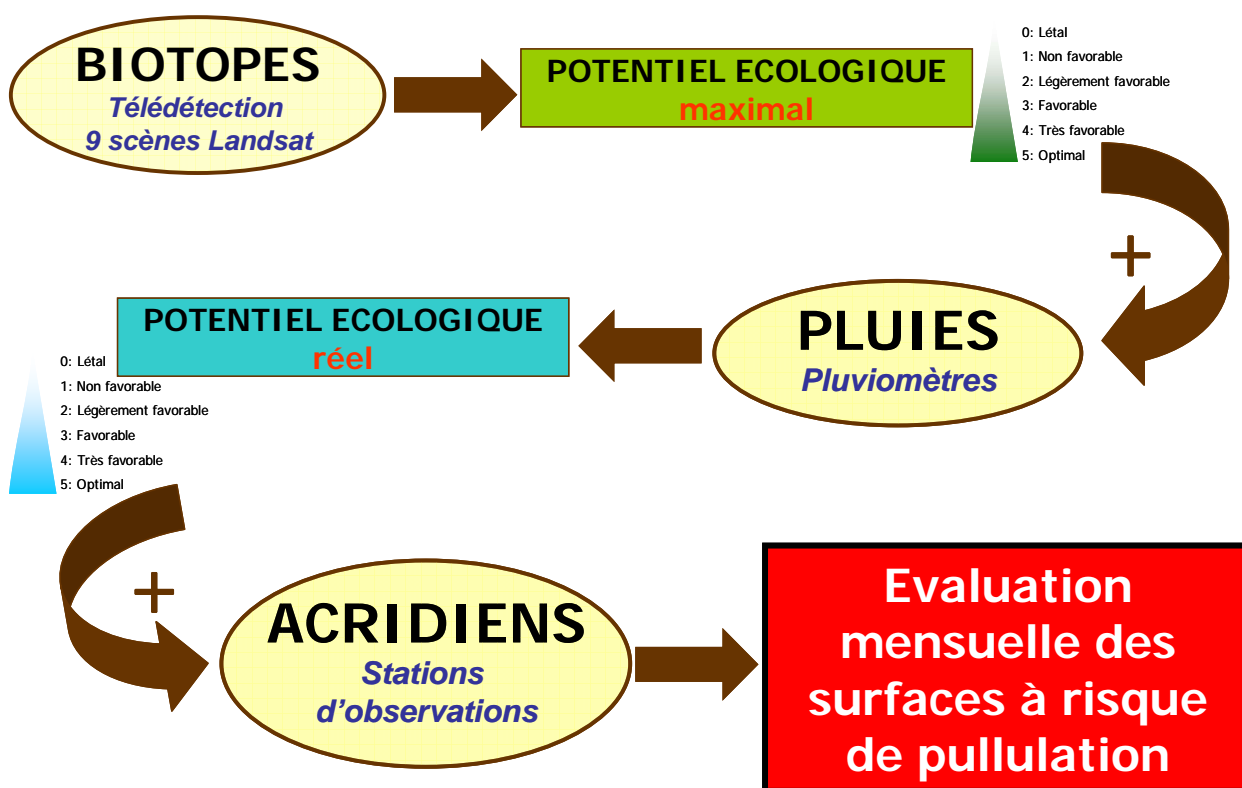 BIOTOPES
Télédétection
9 scènes Landsat
POTENTIEL ECOLOGIQUE
maximal
0: Létal
1: Non favorable
2: Légèrement favorable
3: Favorable
4: Très favorable
5: Optimal
+
PLUIES
Pluviomètres
POTENTIEL ECOLOGIQUE
réel
0: Létal
1: Non favorable
2: Légèrement favorable
3: Favorable
4: Très favorable
5: Optimal
+
ACRIDIENS
Stations
d'observations
Evaluation
mensuelle des
surfaces à risque
de pullulation